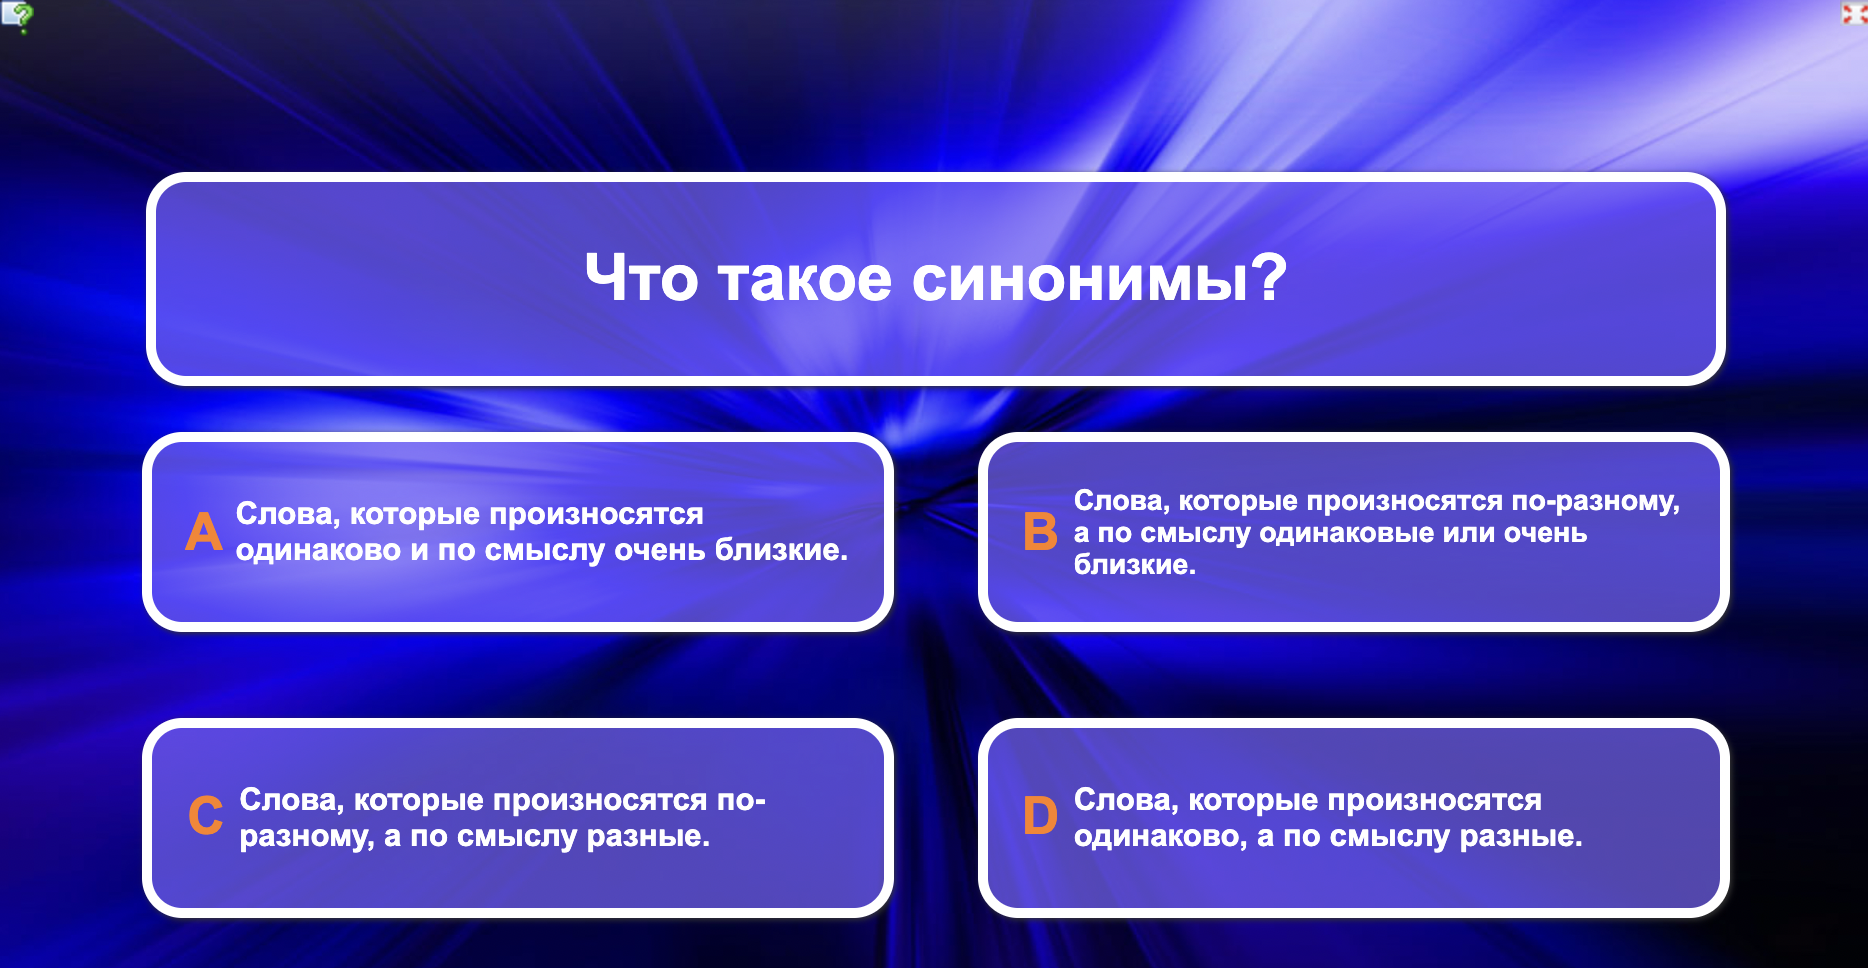 Что такое синонимы?
A
Слова, которые произносятся
одинаково и по смыслу очень близкие.
B
Слова, которые произносятся по-разному,
а по смыслу одинаковые или очень
близкие.
C
Слова, которые произносятся по-
разному, а по смыслу разные.
D
Слова, которые произносятся
одинаково, а по смыслу разные.